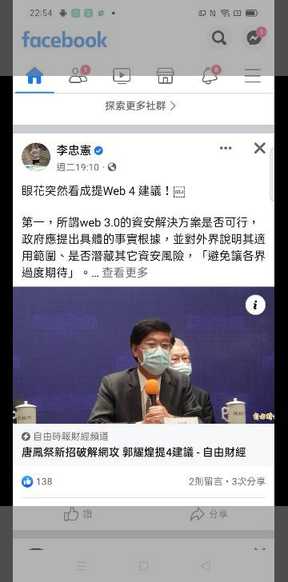 22:54
facebook
探索更多社群
李忠憲
週二19:10 ·
眼花突然看成提Web 4 建議！OBJ
第一，所謂web 3.0的資安解決方案是否可行，
政府應提出具體的事實根據，並對外界說明其適
用範圍、是否潛藏其它資安風險，「避免讓各界
過度期待」。... 查看更多
自由時報財經頻道
唐鳳祭新招破解網攻 郭耀煌提4建議 - 自由財經
138
2則留言・3次分享
讚
分享